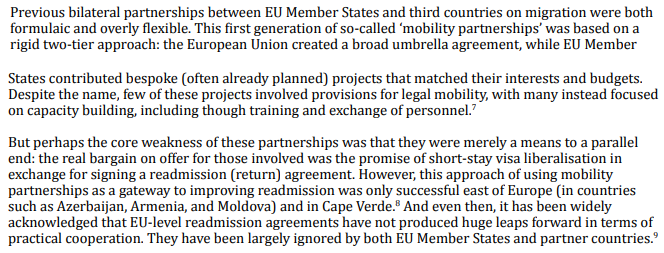 Previous bilateral partnerships between EU Member States and third countries on migration were both
formulaic and overly flexible. This first generation of so-called ‘mobility partnerships’ was based on a
rigid two-tier approach: the European Union created a broad umbrella agreement, while EU Member
States contributed bespoke (often already planned) projects that matched their interests and budgets.
Despite the name, few of these projects involved provisions for legal mobility, with many instead focused
on capacity building, including though training and exchange of personnel.⁷
But perhaps the core weakness of these partnerships was that they were merely a means to a parallel
end: the real bargain on offer for those involved was the promise of short-stay visa liberalisation in
exchange for signing a readmission (return) agreement. However, this approach of using mobility
partnerships as a gateway to improving readmission was only successful east of Europe (in countries
such as Azerbaijan, Armenia, and Moldova) and in Cape Verde.⁸ And even then, it has been widely
acknowledged that EU-level readmission agreements have not produced huge leaps forward in terms of
practical cooperation. They have been largely ignored by both EU Member States and partner countries.⁹